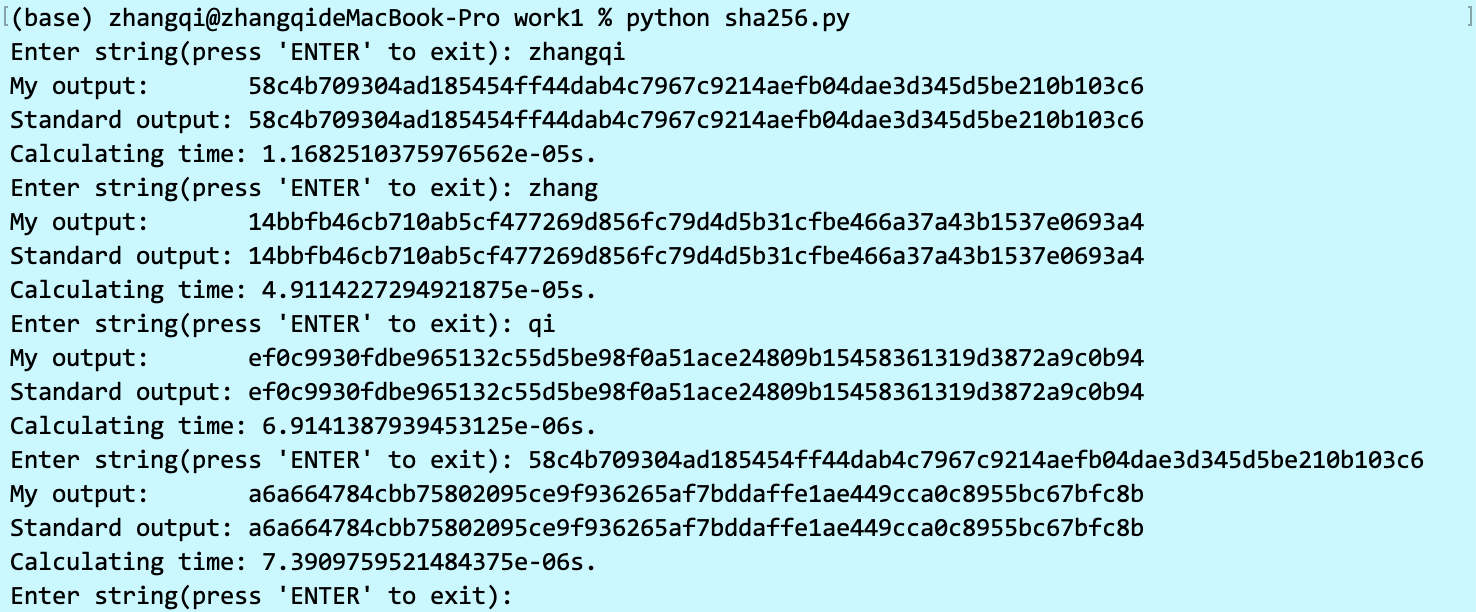 [(base) zhangqi@zhangqideMacBook-Pro work1 % python sha256.py ]
Enter string(press 'ENTER' to exit): zhangqi
My output:       58c4b709304ad185454ff44dab4c7967c9214aefb04dae3d345d5be210b103c6
Standard output: 58c4b709304ad185454ff44dab4c7967c9214aefb04dae3d345d5be210b103c6
Calculating time: 1.1682510375976562e-05s.
Enter string(press 'ENTER' to exit): zhang
My output:       14bbfb46cb710ab5cf477269d856fc79d4d5b31cfbe466a37a43b1537e0693a4
Standard output: 14bbfb46cb710ab5cf477269d856fc79d4d5b31cfbe466a37a43b1537e0693a4
Calculating time: 4.9114227294921875e-05s.
Enter string(press 'ENTER' to exit): qi
My output:       ef0c9930fdbe965132c55d5be98f0a51ace24809b15458361319d3872a9c0b94
Standard output: ef0c9930fdbe965132c55d5be98f0a51ace24809b15458361319d3872a9c0b94
Calculating time: 6.9141387939453125e-06s.
Enter string(press 'ENTER' to exit): 58c4b709304ad185454ff44dab4c7967c9214aefb04dae3d345d5be210b103c6
My output:       a6a664784cbb75802095ce9f936265af7bddaffe1ae449cca0c8955bc67bfc8b
Standard output: a6a664784cbb75802095ce9f936265af7bddaffe1ae449cca0c8955bc67bfc8b
Calculating time: 7.3909759521484375e-06s.
Enter string(press 'ENTER' to exit):